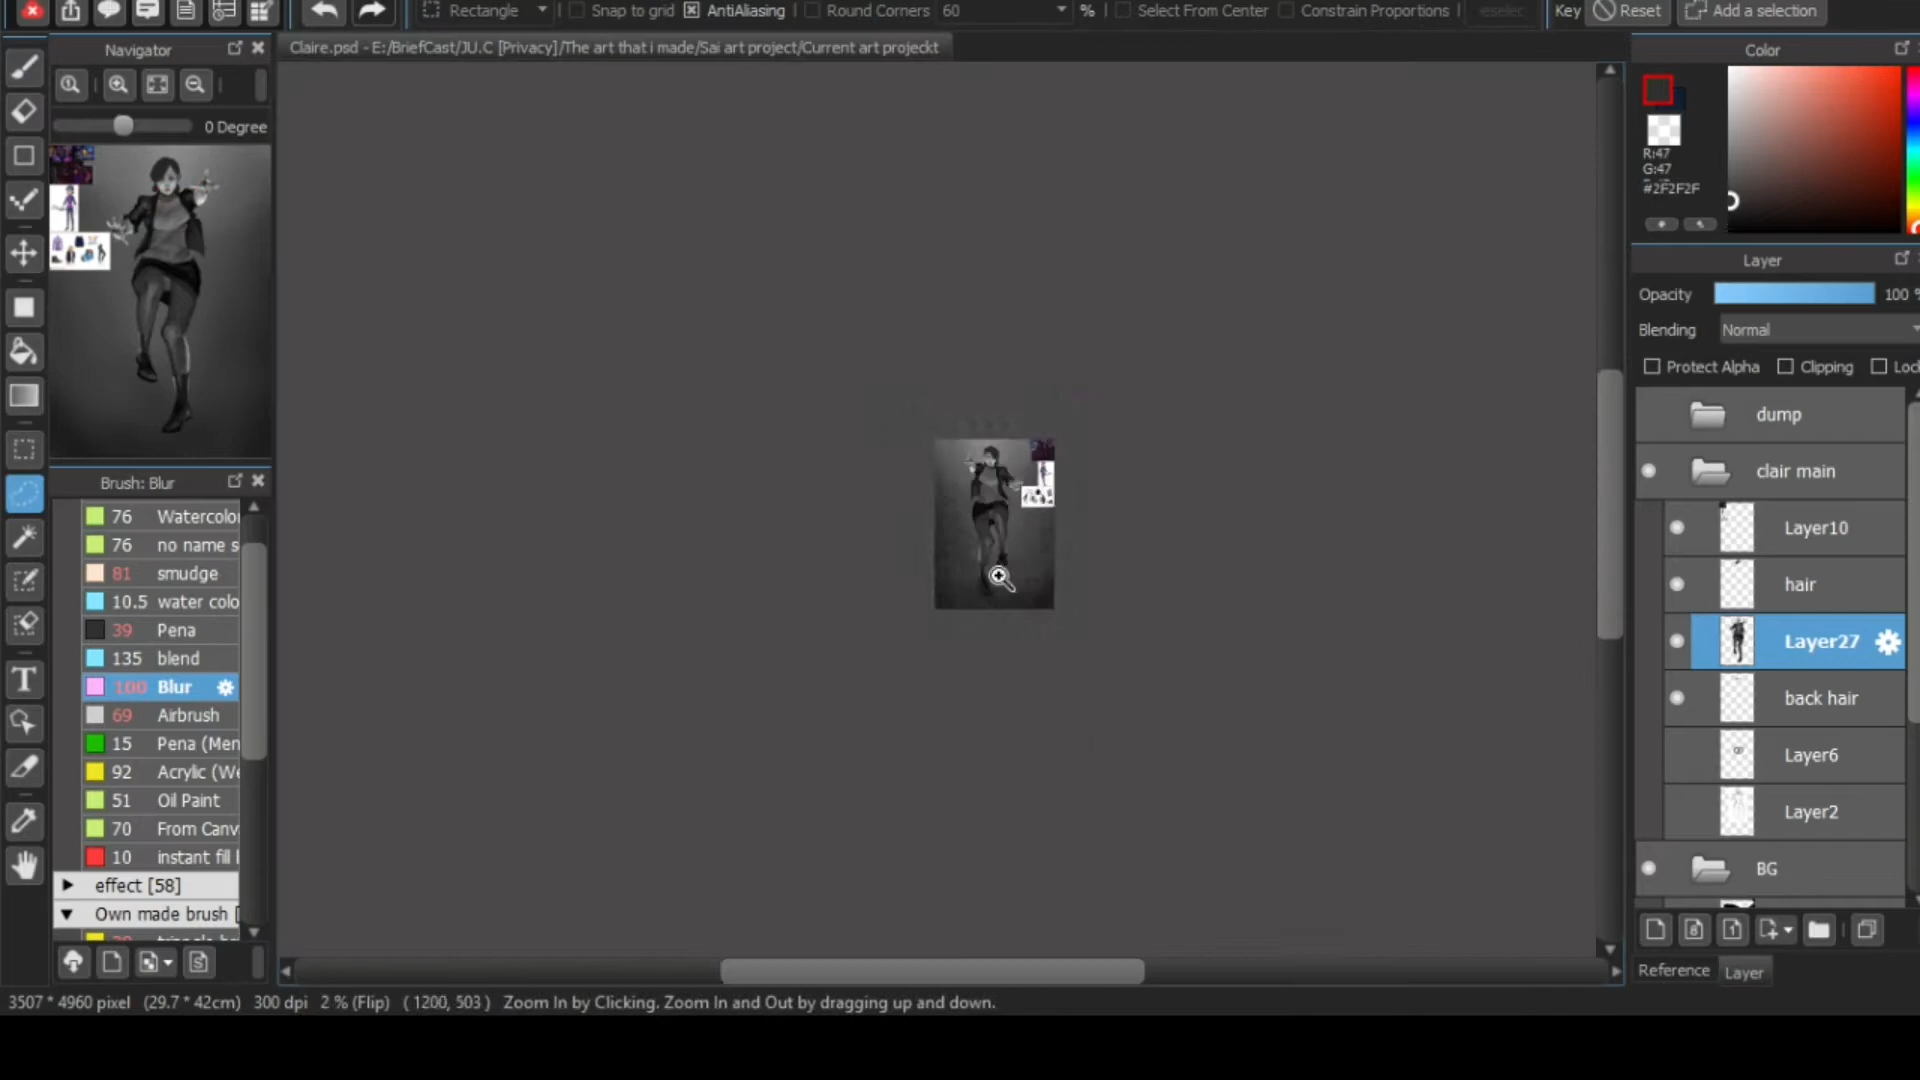 Rectangle
Snap to grid
AntiAliasing
Round Corners 60
%
Select From Center
Constrain Proportions
Key
Reset
Add a selection
Navigator
Claire.psd - E:/BriefCast/JU.C [Privacy]/The art that i made/Sai art project/Current art projeckt
Color
0 Degree
R:47
G:47
#2F2F2F
Layer
Opacity
100 %
Blending
Normal
Protect Alpha
Clipping
Lock
dump
clair main
Layer10
hair
Layer27
back hair
Layer6
Layer2
BG
Brush: Blur
76 Watercolo
76 no name s
81 smudge
10.5 water colo
39 Pena
135 blend
100 Blur
69 Airbrush
15 Pena (Men
92 Acrylic (We
51 Oil Paint
70 From Canv
10 instant fill
effect [58]
Own made brush [
Reference
Layer
3507 * 4960 pixel (29.7 * 42cm) 300 dpi 2 % (Flip) ( 1200, 503 ) Zoom In by Clicking. Zoom In and Out by dragging up and down.